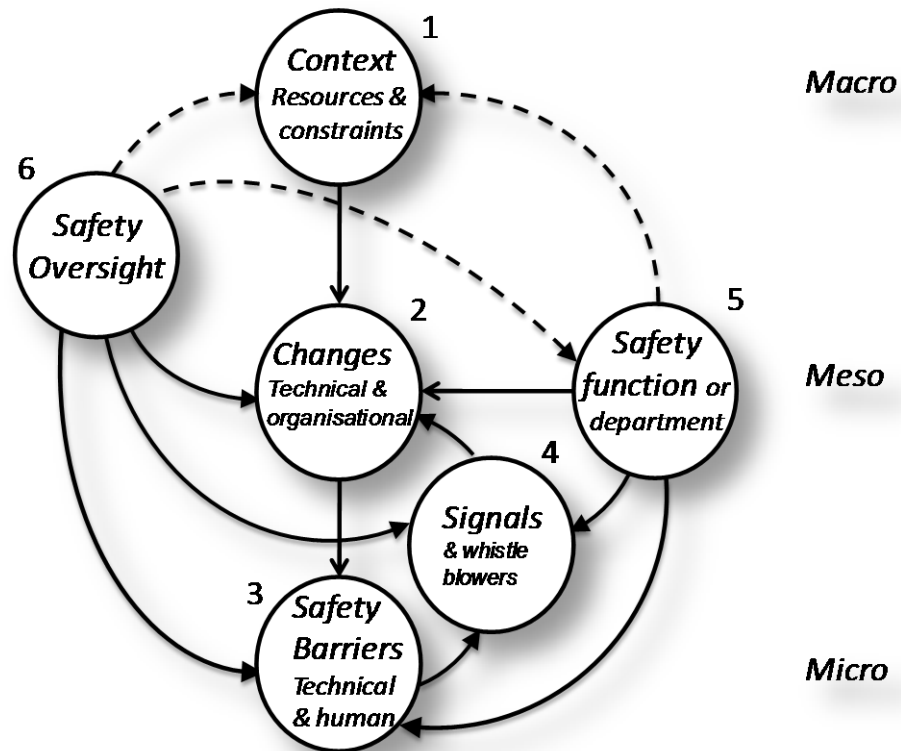 1
Context
Resources &
constraints
Macro
6
Safety
Oversight
2
Changes
Technical &
organisational
5
Safety
function or
department
Meso
4
Signals
& whistle
blowers
3
Safety
Barriers
Technical
& human
Micro